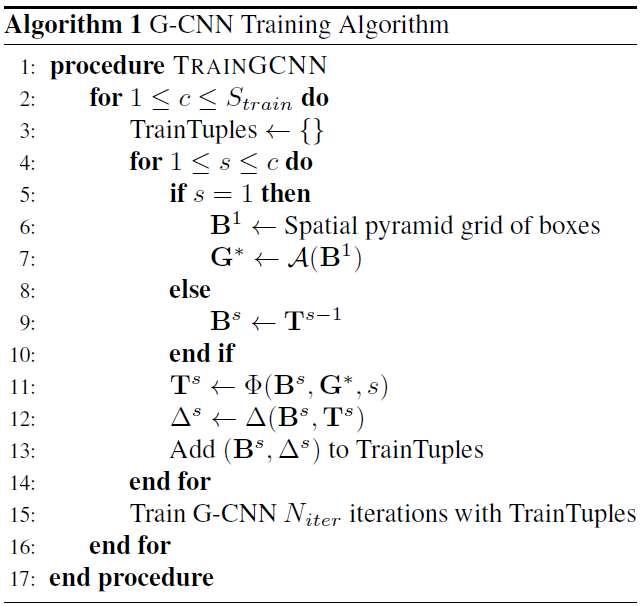 Algorithm 1 G-CNN Training Algorithm
1: procedure TRAINGCNN
2: for 1 ≤ c ≤ S_train do
3: TrainTuples ← {}
4: for 1 ≤ s ≤ c do
5: if s = 1 then
6: B^1 ← Spatial pyramid grid of boxes
7: G* ← A(B^1)
8: else
9: B^s ← T^{s−1}
10: end if
11: T^s ← Φ(B^s, G*, s)
12: Δ^s ← Δ(B^s, T^s)
13: Add (B^s, Δ^s) to TrainTuples
14: end for
15: Train G-CNN N_iter iterations with TrainTuples
16: end for
17: end procedure